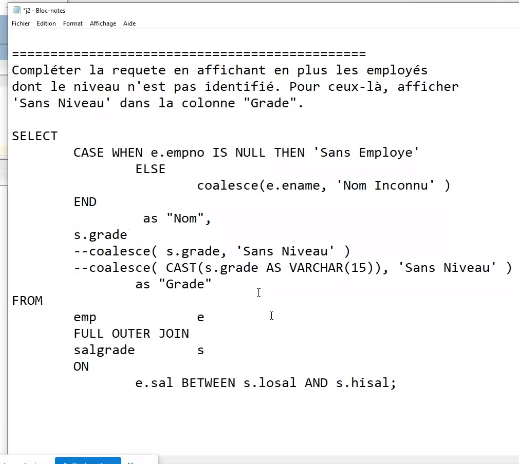 *j2 - Bloc-notes
Fichier Edition Format Affichage Aide
==============================================
Compléter la requete en affichant en plus les employés
dont le niveau n'est pas identifié. Pour ceux-là, afficher
'Sans Niveau' dans la colonne "Grade".
SELECT
CASE WHEN e.empno IS NULL THEN 'Sans Employe'
ELSE
coalesce(e.ename, 'Nom Inconnu' )
END
as "Nom",
s.grade
--coalesce( s.grade, 'Sans Niveau' )
--coalesce( CAST(s.grade AS VARCHAR(15)), 'Sans Niveau' )
as "Grade"
FROM
emp e
FULL OUTER JOIN
salgrade s
ON
e.sal BETWEEN s.losal AND s.hisal;